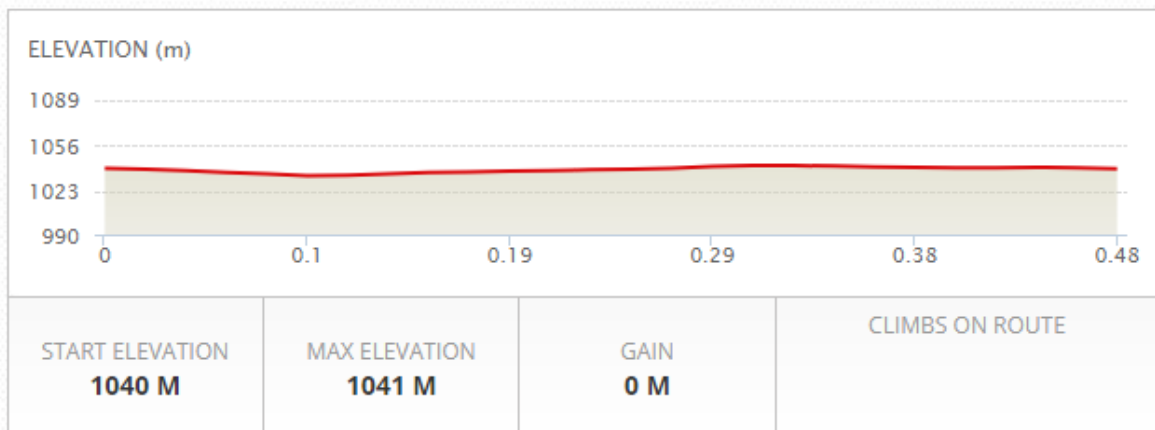 ELEVATION (m)
1089
1056
1023
990
0 0.1 0.19 0.29 0.38 0.48
START ELEVATION
1040 M
MAX ELEVATION
1041 M
GAIN
0 M
CLIMBS ON ROUTE